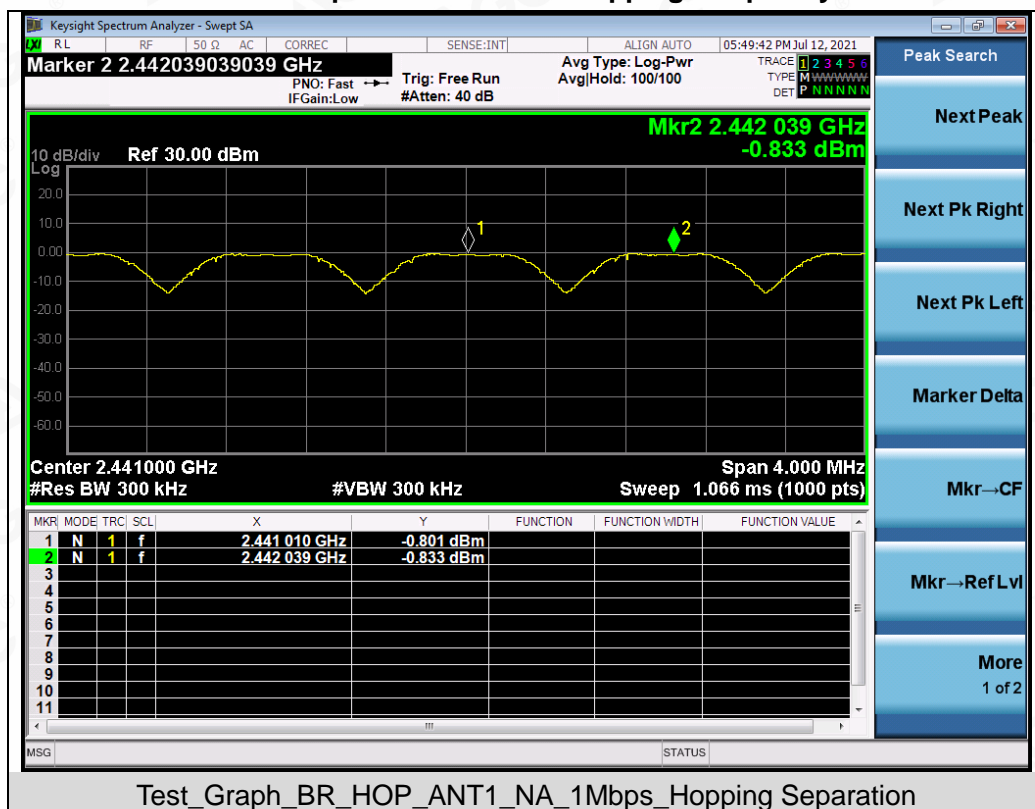 Keysight Spectrum Analyzer - Swept SA
LXI RL RF 50 Ω AC CORREC SENSE:INT ALIGN AUTO 05:49:42 PM Jul 12, 2021
Marker 2 2.442039039039 GHz
PNO: Fast
IFGain:Low
Trig: Free Run
#Atten: 40 dB
Avg Type: Log-Pwr
Avg|Hold: 100/100
TRACE 1 2 3 4 5 6
TYPE M WWWWW
DET P N N N N N
Mkr2 2.442 039 GHz
-0.833 dBm
10 dB/div Ref 30.00 dBm
Log
20.0
10.0
0.00
-10.0
-20.0
-30.0
-40.0
-50.0
-60.0
1
2
Center 2.441000 GHz Span 4.000 MHz
#Res BW 300 kHz #VBW 300 kHz Sweep 1.066 ms (1000 pts)
MKR MODE TRC SCL X Y FUNCTION FUNCTION WIDTH FUNCTION VALUE
1 N 1 f 2.441 010 GHz -0.801 dBm
2 N 1 f 2.442 039 GHz -0.833 dBm
3
4
5
6
7
8
9
10
11
MSG STATUS
Peak Search
Next Peak
Next Pk Right
Next Pk Left
Marker Delta
Mkr→CF
Mkr→Ref Lvl
More
1 of 2
Test_Graph_BR_HOP_ANT1_NA_1Mbps_Hopping Separation